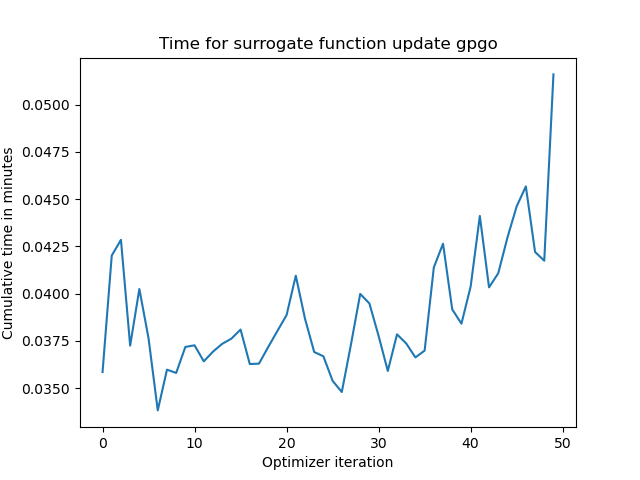 Time for surrogate function update gpgo
0.0500
0.0475
0.0450
0.0425
0.0400
0.0375
0.0350
Cumulative time in minutes
0 10 20 30 40 50
Optimizer iteration